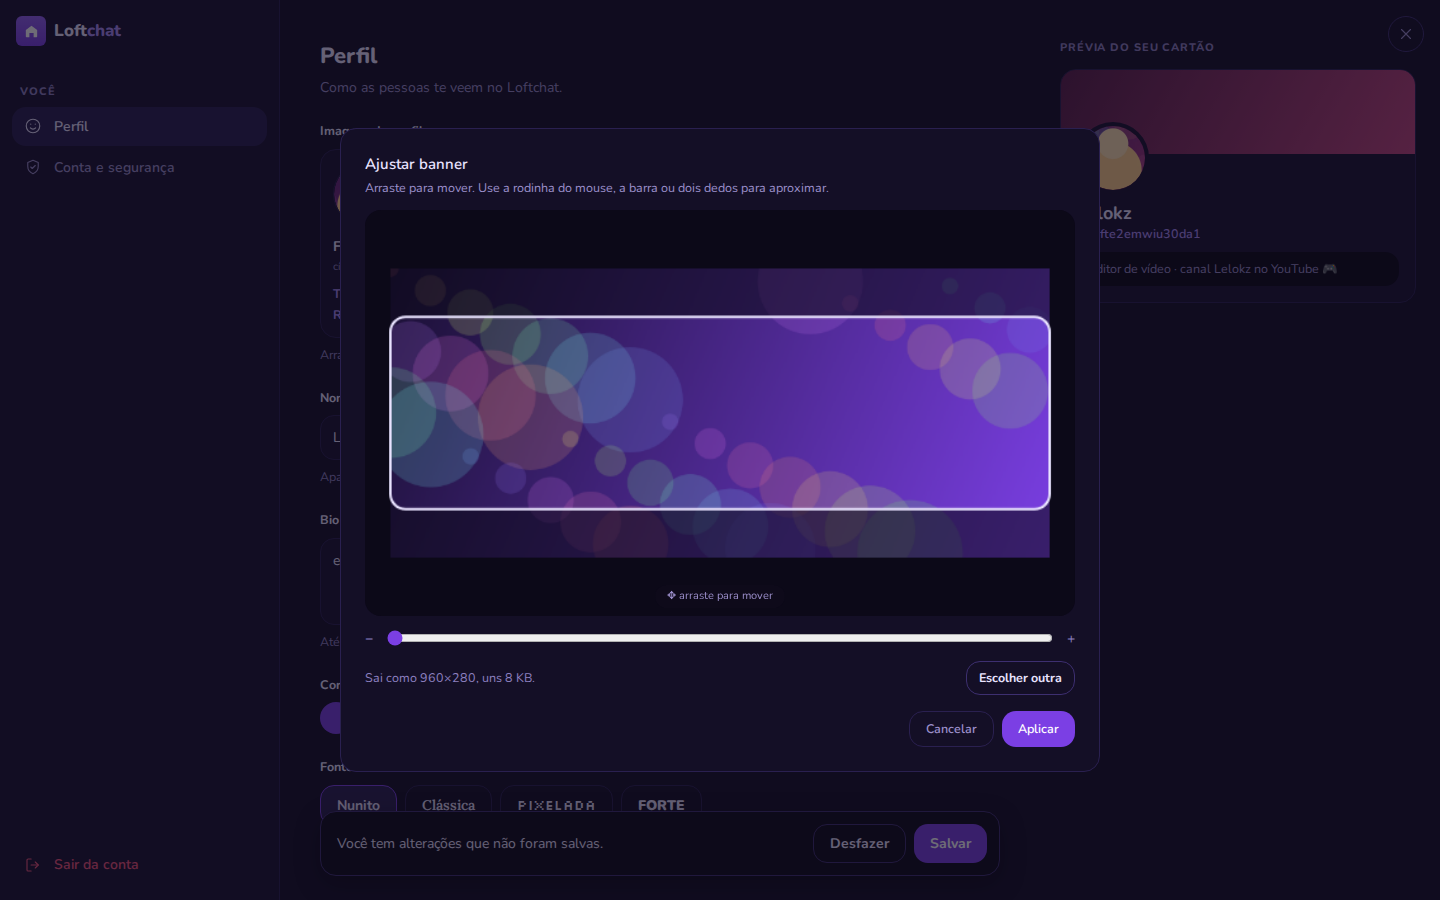 Loftchat
VOCÊ
Perfil
Conta e segurança
Sair da conta
Perfil
Como as pessoas te veem no Loftchat.
PRÉVIA DO SEU CARTÃO
fte2emwiu30da1
canal Lelokz no YouTube 🎮
de vídeo ·
Ajustar banner
Arraste para mover. Use a rodinha do mouse, a barra ou dois dedos para aproximar.
✥ arraste para mover
−
+
Sai como 960×280, uns 8 KB.
Escolher outra
Cancelar
Aplicar
Bio
Até
Nunito
Clássica
PIXELADA
FORTE
Você tem alterações que não foram salvas.
Desfazer
Salvar